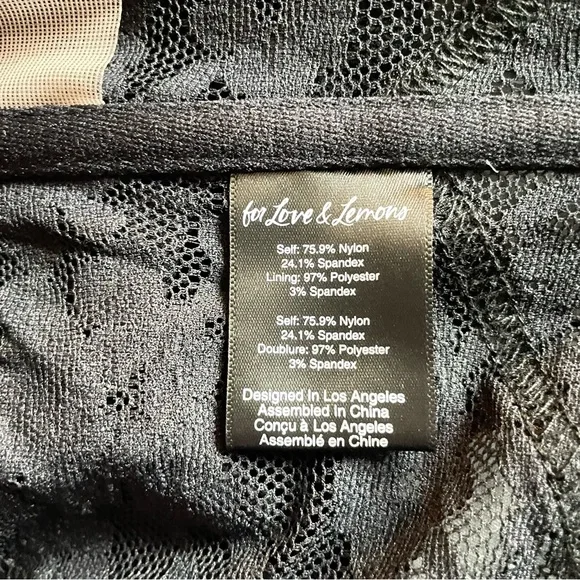 for Love & Lemons
Self: 75.9% Nylon
24.1% Spandex
Lining: 97% Polyester
3% Spandex
Self: 75.9% Nylon
24.1% Spandex
Doublure: 97% Polyester
3% Spandex
Designed In Los Angeles
Assembled In China
Conçu à Los Angeles
Assemblé en Chine